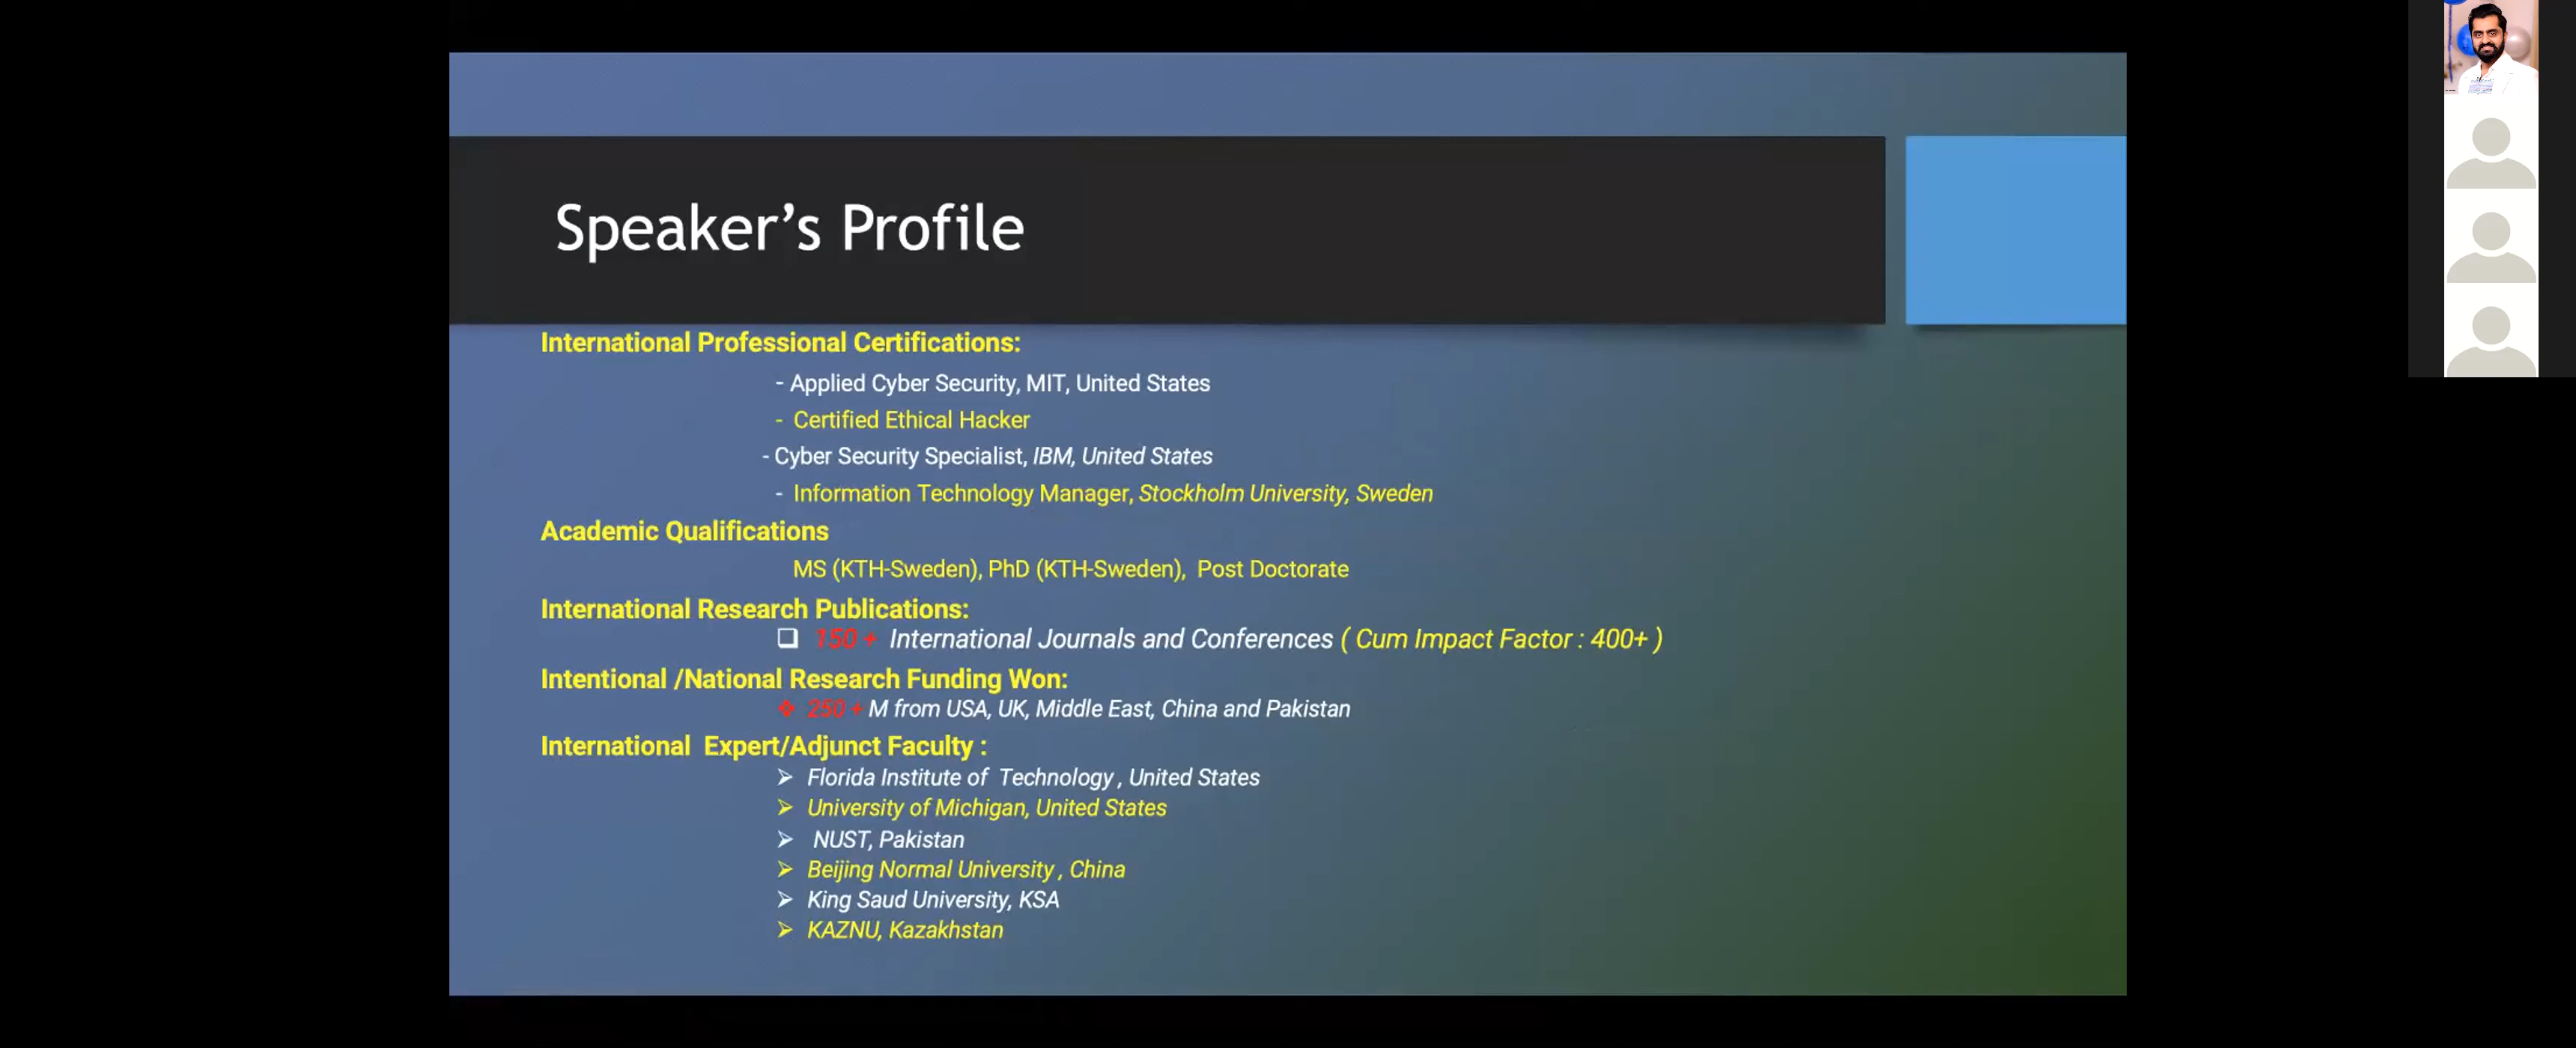 Speaker's Profile
International Professional Certifications:
- Applied Cyber Security, MIT, United States
- Certified Ethical Hacker
- Cyber Security Specialist, IBM, United States
- Information Technology Manager, Stockholm University, Sweden
Academic Qualifications
MS (KTH-Sweden), PhD (KTH-Sweden), Post Doctorate
International Research Publications:
❑ 150 + International Journals and Conferences ( Cum Impact Factor : 400+ )
Intentional /National Research Funding Won:
❖ 250 + M from USA, UK, Middle East, China and Pakistan
International Expert/Adjunct Faculty :
➢ Florida Institute of Technology , United States
➢ University of Michigan, United States
➢ NUST, Pakistan
➢ Beijing Normal University , China
➢ King Saud University, KSA
➢ KAZNU, Kazakhstan